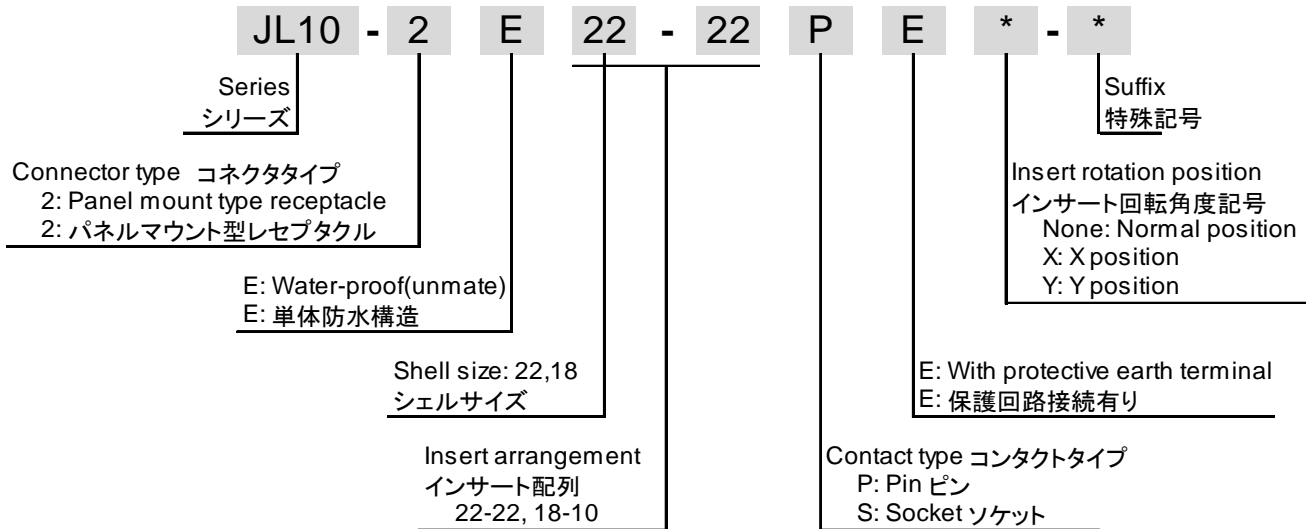 JL10 - 2 E 22 - 22 P E * - *
Series
シリーズ
Suffix
特殊記号
Connector type コネクタタイプ
2: Panel mount type receptacle
2: パネルマウント型レセプタクル
Insert rotation position
インサート回転角度記号
None: Normal position
X: X position
Y: Y position
E: Water-proof(unmate)
E: 単体防水構造
Shell size: 22,18
シェルサイズ
E: With protective earth terminal
E: 保護回路接続有り
Insert arrangement
インサート配列
22-22, 18-10
Contact type コンタクトタイプ
P: Pin ピン
S: Socket ソケット